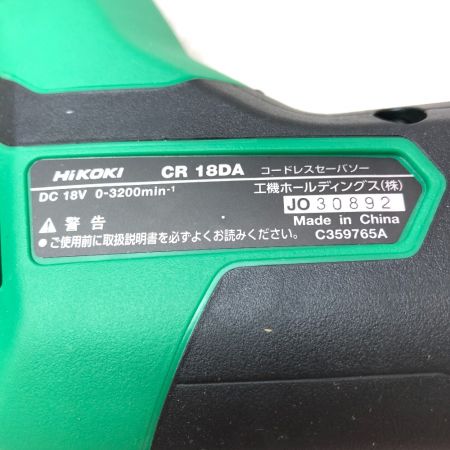 HiKOKI CR 18DA コードレスセーバソー
DC 18V 0-3200min⁻¹ 工機ホールディングス(株)
JO 30892
⚠ 警告 Made in China
● ご使用前に取扱説明書を必ずよくお読みください。 C359765A